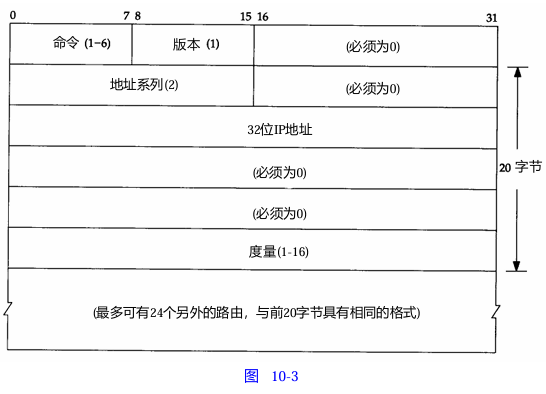 0 7 8 15 16 31
命令 (1-6) 版本 (1) (必须为0)
地址系列(2) (必须为0)
32位IP地址
20 字节
(必须为0)
(必须为0)
度量(1-16)
(最多可有24个另外的路由，与前20字节具有相同的格式)
图 10-3